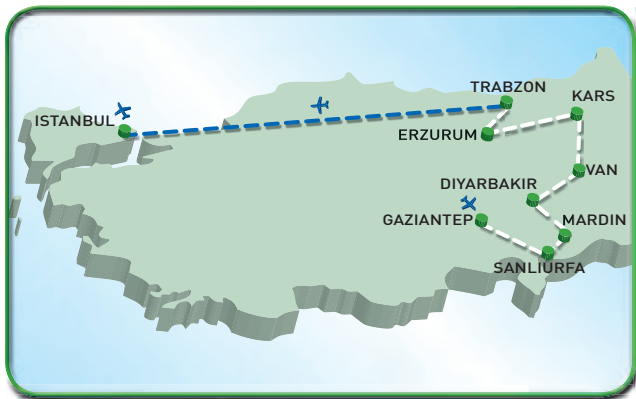 TRABZON
KARS
ISTANBUL
ERZURUM
VAN
DIYARBAKIR
GAZIANTEP
MARDIN
SANLIURFA